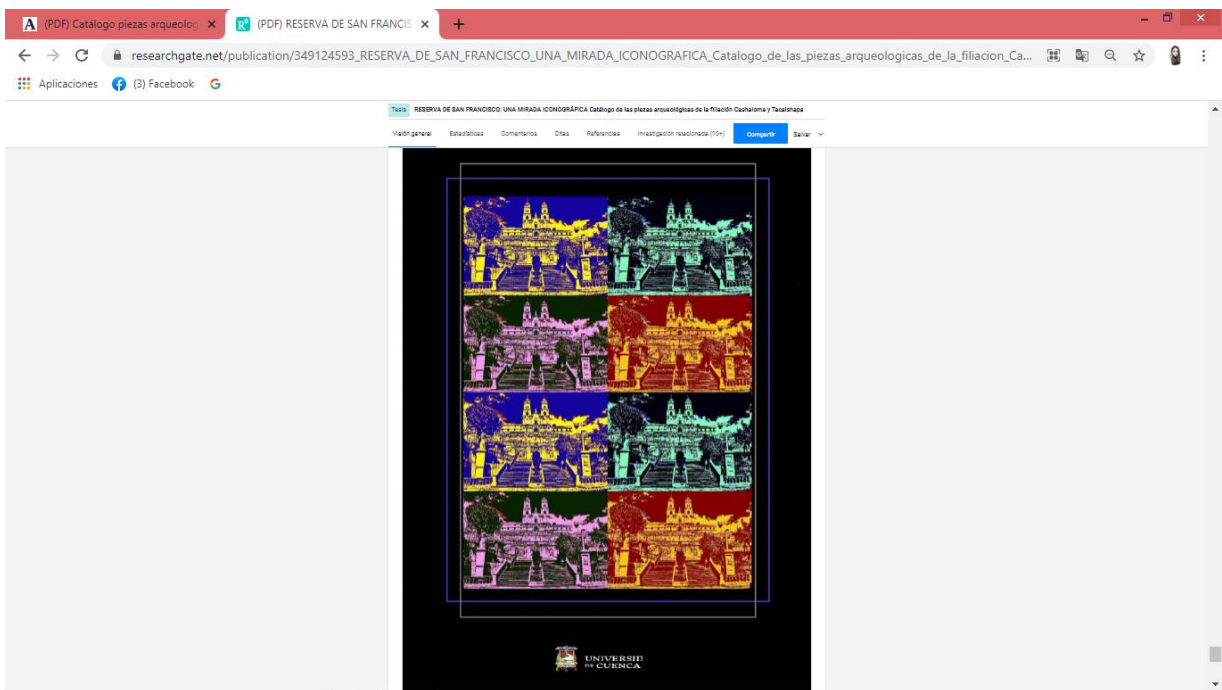 (PDF) Catálogo piezas arqueolog
(PDF) RESERVA DE SAN FRANCIS
researchgate.net/publication/349124593_RESERVA_DE_SAN_FRANCISCO_UNA_MIRADA_ICONOGRAFICA_Catalogo_de_las_piezas_arqueologicas_de_la_filiacion_Ca...
Aplicaciones (3) Facebook
Tesis RESERVA DE SAN FRANCISCO: UNA MIRADA ICONOGRÁFICA Catálogo de las piezas arqueológicas de la filiación Cashaloma y Tacalshapa
Visión general Estadísticas Comentarios Citas Referencias Investigación relacionada (10+) Compartir Salvar
UNIVERSID
DE CUENCA